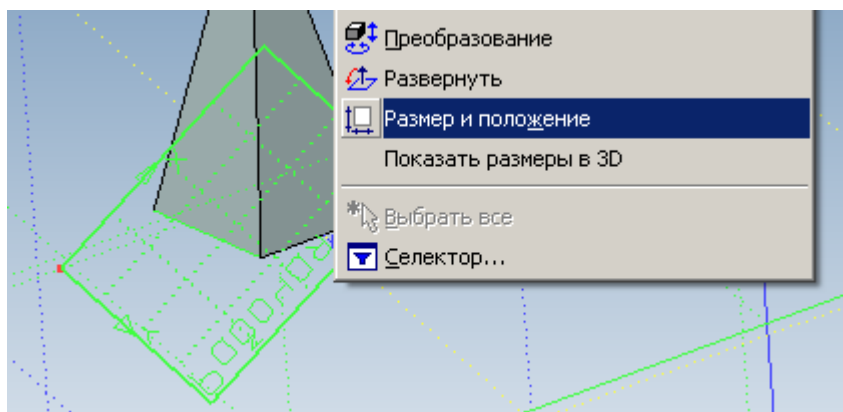 Преобразование
Развернуть
Размер и положение
Показать размеры в 3D
Выбрать все
Селектор...